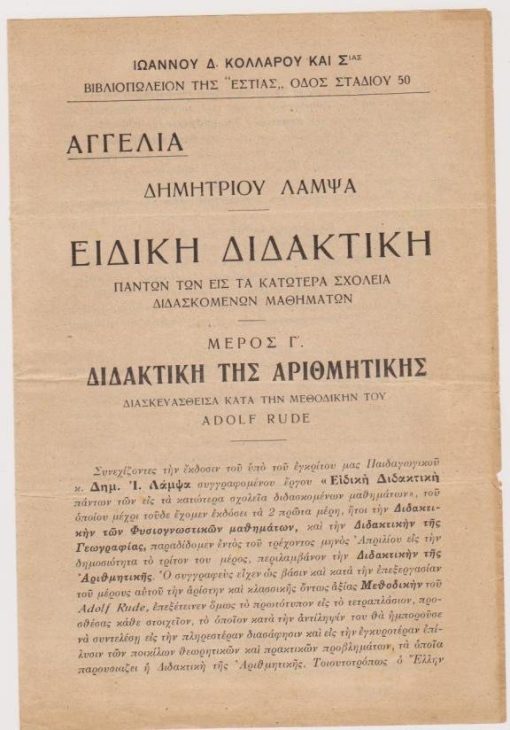 ΙΩΑΝΝΟΥ Δ. ΚΟΛΛΑΡΟΥ ΚΑΙ ΣΙΑΣ
ΒΙΒΛΙΟΠΩΛΕΙΟΝ ΤΗΣ "ΕΣΤΙΑΣ,, ΟΔΟΣ ΣΤΑΔΙΟΥ 50
ΑΓΓΕΛΙΑ
ΔΗΜΗΤΡΙΟΥ ΛΑΜΨΑ
ΕΙΔΙΚΗ ΔΙΔΑΚΤΙΚΗ
ΠΑΝΤΩΝ ΤΩΝ ΕΙΣ ΤΑ ΚΑΤΩΤΕΡΑ ΣΧΟΛΕΙΑ
ΔΙΔΑΣΚΟΜΕΝΩΝ ΜΑΘΗΜΑΤΩΝ
ΜΕΡΟΣ Γ'.
ΔΙΔΑΚΤΙΚΗ ΤΗΣ ΑΡΙΘΜΗΤΙΚΗΣ
ΔΙΑΣΚΕΥΑΣΘΕΙΣΑ ΚΑΤΑ ΤΗΝ ΜΕΘΟΔΙΚΗΝ ΤΟΥ
ADOLF RUDE
Συνεχίζοντες τὴν ἔκδοσιν τοῦ ὑπὸ τοῦ ἐγκρίτου μας Παιδαγωγικοῦ
κ. Δημ. Ἰ. Λάμψα συγγραφομένου ἔργου «Εἰδικὴ Διδακτικὴ
πάντων τῶν εἰς τὰ κατώτερα σχολεῖα διδασκομένων μαθημάτων», τοῦ
ὁποίου μέχρι τοῦδε ἔχομεν ἐκδόσει τὰ 2 πρῶτα μέρη, ἤτοι τὴν Διδακτι-
κὴν τῶν Φυσιογνωστικῶν μαθημάτων, καὶ τὴν Διδακτικὴν τῆς
Γεωγραφίας, παραδίδομεν ἐντὸς τοῦ τρέχοντος μηνὸς Ἀπριλίου εἰς τὴν
δημοσιότητα τὸ τρίτον του μέρος, περιλαμβάνον τὴν Διδακτικὴν τῆς
Ἀριθμητικῆς. Ὁ συγγραφεὺς εἶχεν ὡς βάσιν καὶ κατὰ τὴν ἐπεξεργασίαν
τοῦ μέρους αὐτοῦ τὴν ἀρίστην καὶ κλασσικῆς ὄντως ἀξίας Μεθοδικὴν τοῦ
Adolf Rude, ἐπεξέτεινεν ὅμως τὸ πρωτότυπον εἰς τὸ τετραπλάσιον, προ-
σθέσας κάθε στοιχεῖον, τὸ ὁποῖον κατὰ τὴν ἀντίληψίν του θὰ ἠμποροῦσε
νὰ συντελέσῃ εἰς τὴν πληρεστέραν διασάφησιν καὶ εἰς τὴν ἐγκυροτέραν ἐπί-
λυσιν τῶν ποικίλων θεωρητικῶν καὶ πρακτικῶν προβλημάτων, τὰ ὁποῖα
παρουσιάζει ἡ Διδακτικὴ τῆς Ἀριθμητικῆς. Τοιουτοτρόπως ὁ Ἕλλην